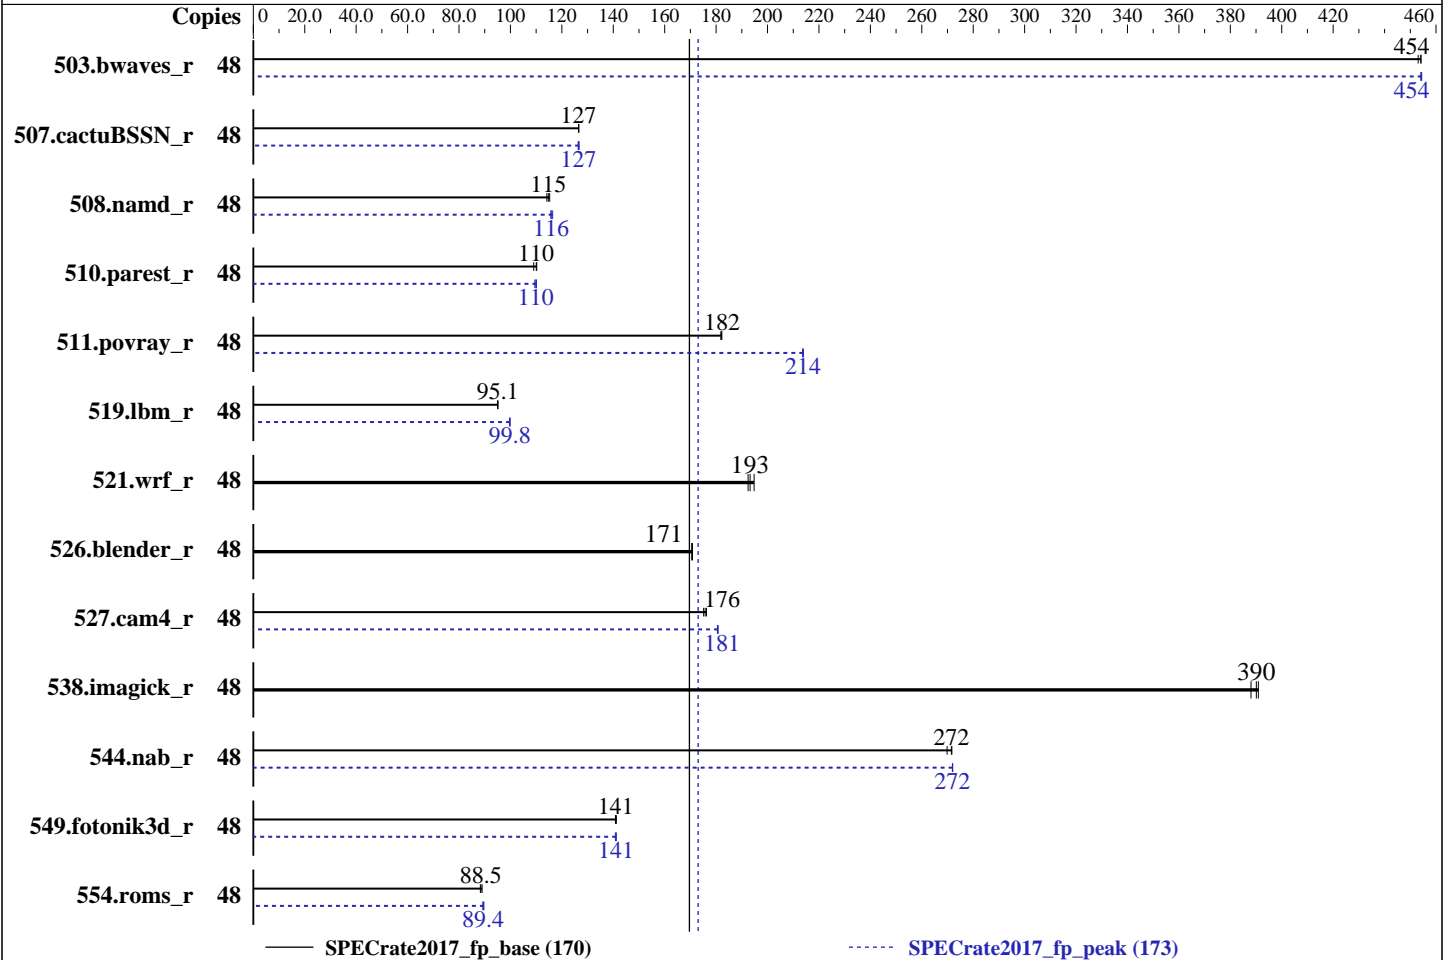 Copies 0 20.0 40.0 60.0 80.0 100 120 140 160 180 200 220 240 260 280 300 320 340 360 380 400 420 460
503.bwaves_r 48 454
454
507.cactuBSSN_r 48 127
127
508.namd_r 48 115
116
510.parest_r 48 110
110
511.povray_r 48 182
214
519.lbm_r 48 95.1
99.8
521.wrf_r 48 193
526.blender_r 48 171
527.cam4_r 48 176
181
538.imagick_r 48 390
544.nab_r 48 272
272
549.fotonik3d_r 48 141
141
554.roms_r 48 88.5
89.4
SPECrate2017_fp_base (170) SPECrate2017_fp_peak (173)